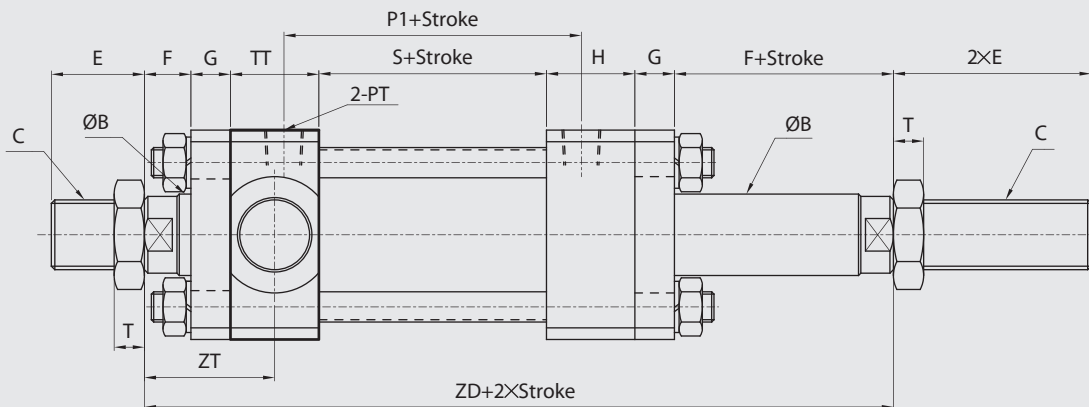 P1+Stroke
E
F
G
TT
S+Stroke
H
G
F+Stroke
2×E
2-PT
C
ØB
ØB
T
C
T
ZT
ZD+2×Stroke